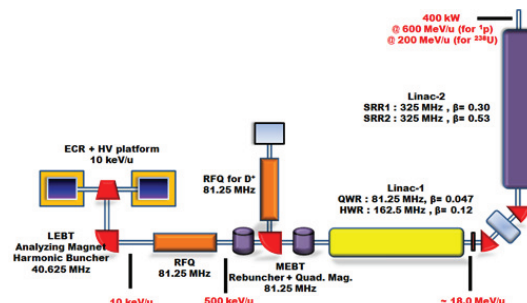 400 kW
@ 600 MeV/u (for ¹p)
@ 200 MeV/u (for ²³⁸U)
Linac-2
SRR1 : 325 MHz , β= 0.30
SRR2 : 325 MHz , β= 0.53
ECR + HV platform
10 keV/u
RFQ for D⁺
81.25 MHz
Linac-1
QWR : 81.25 MHz, β= 0.047
HWR : 162.5 MHz , β= 0.12
LEBT
Analyzing Magnet
Harmonic Buncher
40.625 MHz
RFQ
81.25 MHz
MEBT
Rebuncher + Quad. Mag.
81.25 MHz
10 keV/u
500 keV/u
~ 18.0 MeV/u